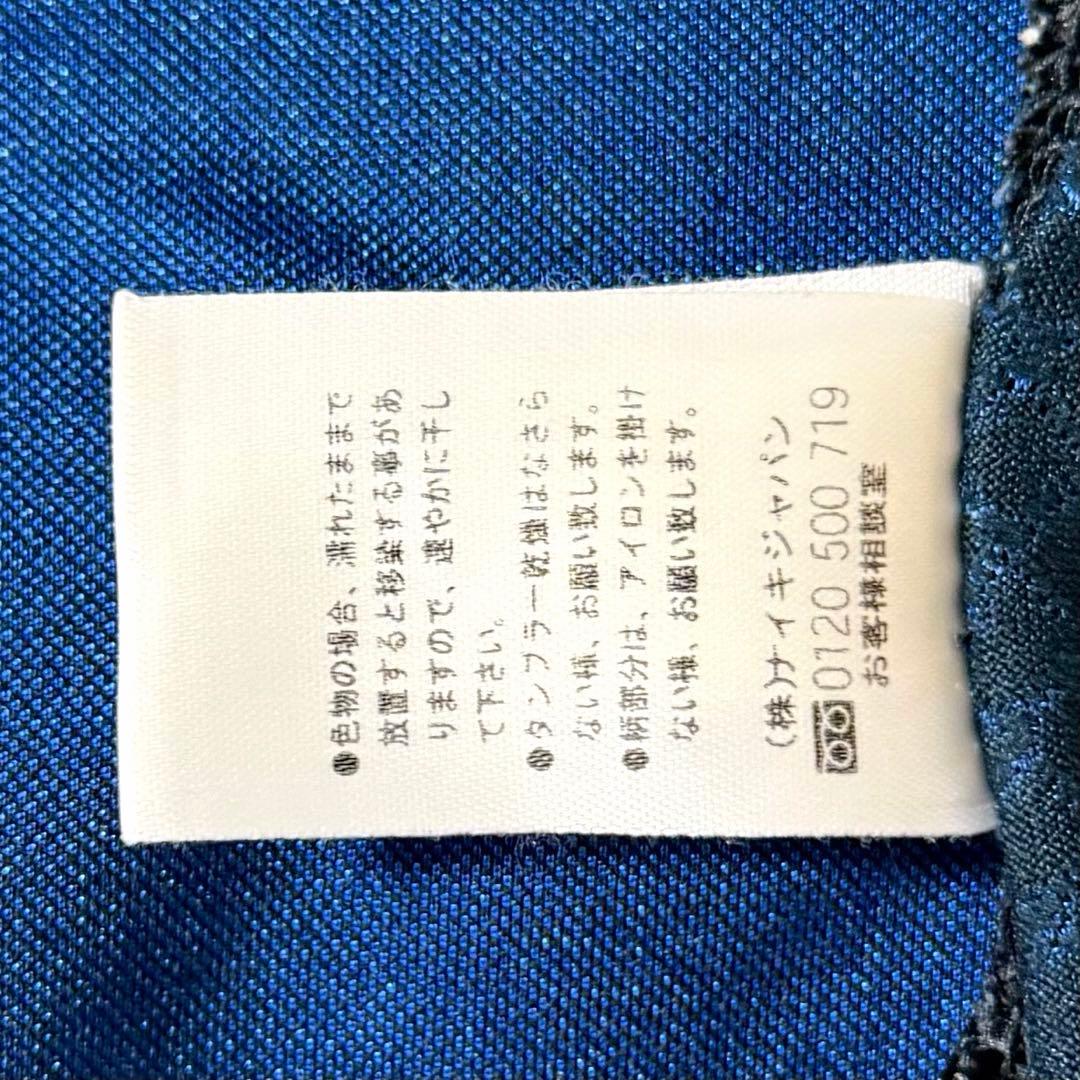 ●色物の場合、濡れたままで
放置すると移染する事があ
りますので、速やかに干し
て下さい。
●タンブラー乾燥はなさら
ない様、お願い致します。
●柄部分は、アイロンを掛け
ない様、お願い致します。
(株)ナイキジャパン
0120 500 719
お客様相談室